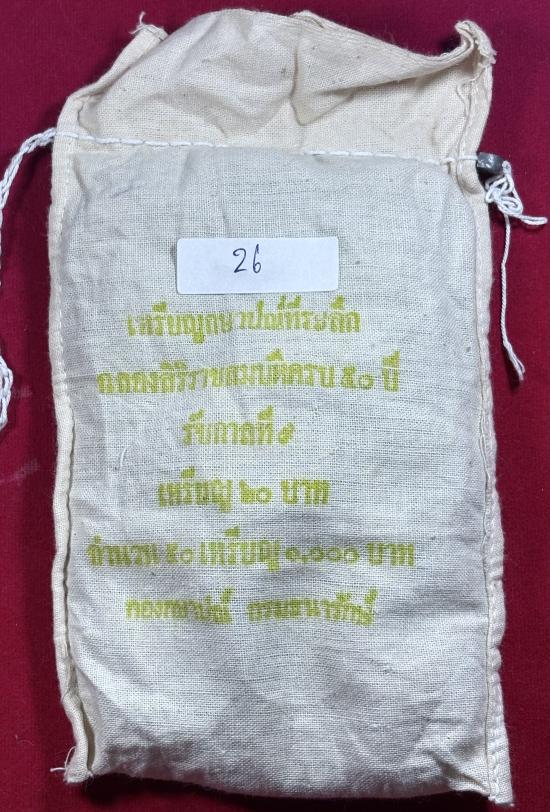 26
เหรียญกษาปณ์ที่ระลึก
ฉลองสิริราชสมบัติครบ ๕๐ ปี
รัชกาลที่ ๙
เหรียญ ๒๐ บาท
จำนวน ๕๐ เหรียญ ๑,๐๐๐ บาท
กองกษาปณ์ กรมธนารักษ์